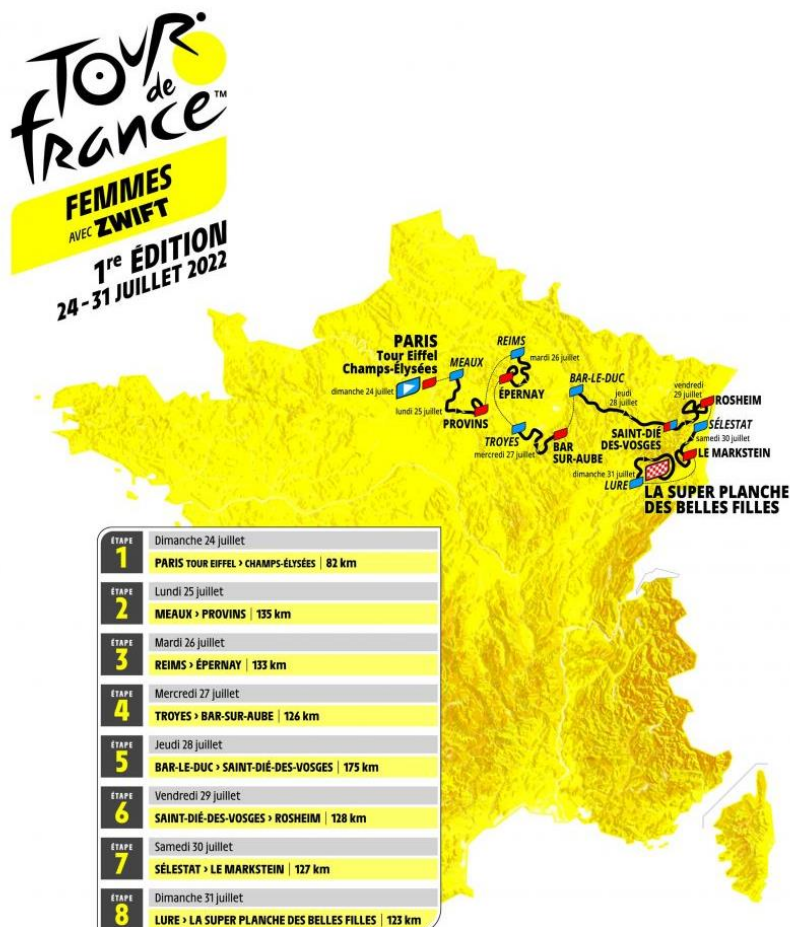 TOUR
de
france™
FEMMES
AVEC ZWIFT
1re ÉDITION
24-31 JUILLET 2022
PARIS
Tour Eiffel
Champs-Élysées
dimanche 24 juillet
MEAUX
lundi 25 juillet
PROVINS
REIMS
mardi 26 juillet
ÉPERNAY
TROYES
mercredi 27 juillet
BAR
SUR-AUBE
BAR-LE-DUC
jeudi
28 juillet
SAINT-DIÉ
DES-VOSGES
vendredi
29 juillet
ROSHEIM
SÉLESTAT
samedi 30 juillet
LE MARKSTEIN
dimanche 31 juillet
LURE
LA SUPER PLANCHE
DES BELLES FILLES
ÉTAPE
1
Dimanche 24 juillet
PARIS TOUR EIFFEL › CHAMPS-ÉLYSÉES | 82 km
ÉTAPE
2
Lundi 25 juillet
MEAUX › PROVINS | 135 km
ÉTAPE
3
Mardi 26 juillet
REIMS › ÉPERNAY | 133 km
ÉTAPE
4
Mercredi 27 juillet
TROYES › BAR-SUR-AUBE | 126 km
ÉTAPE
5
Jeudi 28 juillet
BAR-LE-DUC › SAINT-DIÉ-DES-VOSGES | 175 km
ÉTAPE
6
Vendredi 29 juillet
SAINT-DIÉ-DES-VOSGES › ROSHEIM | 128 km
ÉTAPE
7
Samedi 30 juillet
SÉLESTAT › LE MARKSTEIN | 127 km
ÉTAPE
8
Dimanche 31 juillet
LURE › LA SUPER PLANCHE DES BELLES FILLES | 123 km